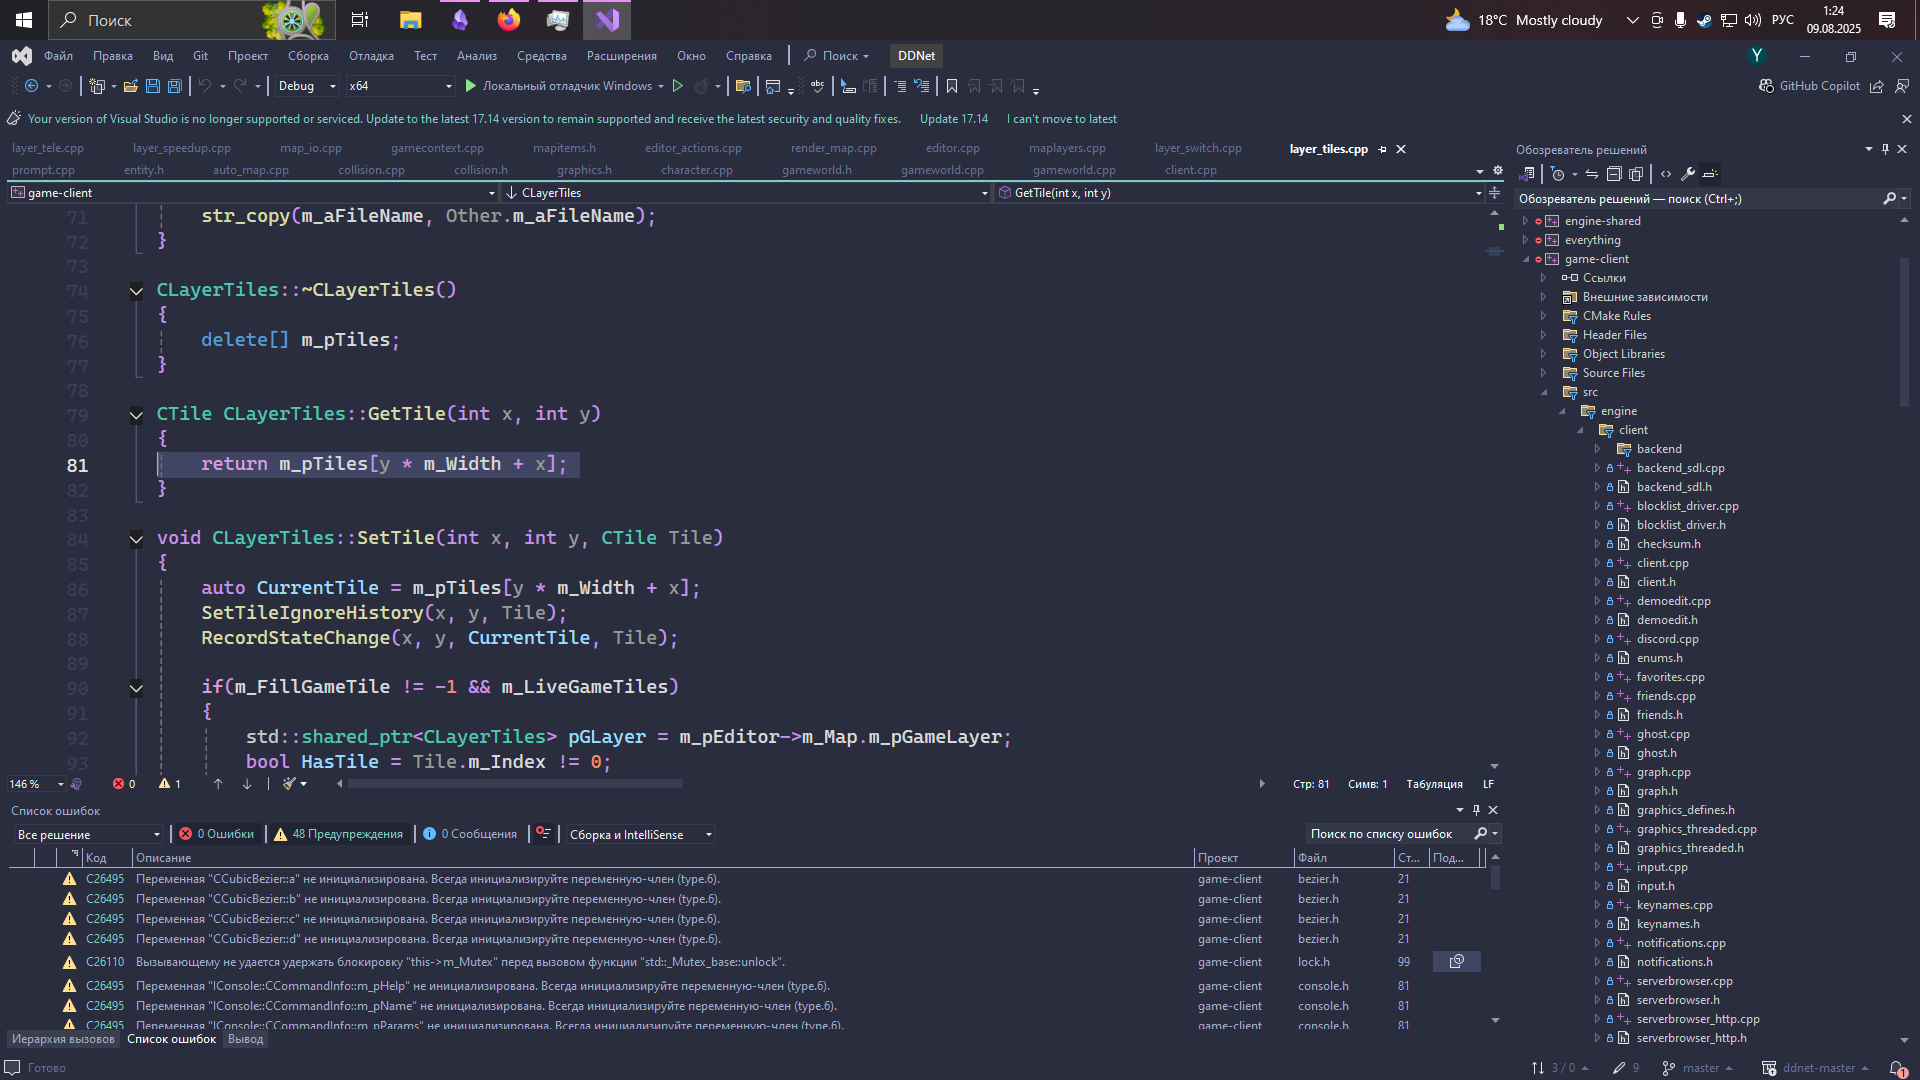 Поиск
18°C Mostly cloudy
РУС
1:24
09.08.2025
Файл Правка Вид Git Проект Сборка Отладка Тест Анализ Средства Расширения Окно Справка Поиск DDNet
Y
Debug x64 Локальный отладчик Windows
GitHub Copilot
Your version of Visual Studio is no longer supported or serviced. Update to the latest 17.14 version to remain supported and receive the latest security and quality fixes. Update 17.14 I can't move to latest
layer_tele.cpp layer_speedup.cpp map_io.cpp gamecontext.cpp mapitems.h editor_actions.cpp render_map.cpp editor.cpp maplayers.cpp layer_switch.cpp layer_tiles.cpp
prompt.cpp entity.h auto_map.cpp collision.cpp collision.h graphics.h character.cpp gameworld.h gameworld.cpp gameworld.cpp client.cpp
game-client CLayerTiles GetTile(int x, int y)
71 str_copy(m_aFileName, Other.m_aFileName);
72 }
73
74 CLayerTiles::~CLayerTiles()
75 {
76 delete[] m_pTiles;
77 }
78
79 CTile CLayerTiles::GetTile(int x, int y)
80 {
81 return m_pTiles[y * m_Width + x];
82 }
83
84 void CLayerTiles::SetTile(int x, int y, CTile Tile)
85 {
86 auto CurrentTile = m_pTiles[y * m_Width + x];
87 SetTileIgnoreHistory(x, y, Tile);
88 RecordStateChange(x, y, CurrentTile, Tile);
89
90 if(m_FillGameTile != -1 && m_LiveGameTiles)
91 {
92 std::shared_ptr<CLayerTiles> pGLayer = m_pEditor->m_Map.m_pGameLayer;
93 bool HasTile = Tile.m_Index != 0;
146 % 0 1 Стр: 81 Симв: 1 Табуляция LF
Список ошибок
Все решение 0 Ошибки 48 Предупреждения 0 Сообщения Сборка и IntelliSense Поиск по списку ошибок
Код Описание Проект Файл Ст... Под...
C26495 Переменная "CCubicBezier::a" не инициализирована. Всегда инициализируйте переменную-член (type.6). game-client bezier.h 21
C26495 Переменная "CCubicBezier::b" не инициализирована. Всегда инициализируйте переменную-член (type.6). game-client bezier.h 21
C26495 Переменная "CCubicBezier::c" не инициализирована. Всегда инициализируйте переменную-член (type.6). game-client bezier.h 21
C26495 Переменная "CCubicBezier::d" не инициализирована. Всегда инициализируйте переменную-член (type.6). game-client bezier.h 21
C26110 Вызывающему не удается удержать блокировку "this->m_Mutex" перед вызовом функции "std::_Mutex_base::unlock". game-client lock.h 99
C26495 Переменная "IConsole::CCommandInfo::m_pHelp" не инициализирована. Всегда инициализируйте переменную-член (type.6). game-client console.h 81
C26495 Переменная "IConsole::CCommandInfo::m_pName" не инициализирована. Всегда инициализируйте переменную-член (type.6). game-client console.h 81
C26495 Переменная "IConsole::CCommandInfo::m_pParams" не инициализирована. Всегда инициализируйте переменную-член (type.6). game-client console.h 81
Иерархия вызовов Список ошибок Вывод
Обозреватель решений
Обозреватель решений — поиск (Ctrl+;)
engine-shared
everything
game-client
Ссылки
Внешние зависимости
CMake Rules
Header Files
Object Libraries
Source Files
src
engine
client
backend
backend_sdl.cpp
backend_sdl.h
blocklist_driver.cpp
blocklist_driver.h
checksum.h
client.cpp
client.h
demoedit.cpp
demoedit.h
discord.cpp
enums.h
favorites.cpp
friends.cpp
friends.h
ghost.cpp
ghost.h
graph.cpp
graph.h
graphics_defines.h
graphics_threaded.cpp
graphics_threaded.h
input.cpp
input.h
keynames.cpp
keynames.h
notifications.cpp
notifications.h
serverbrowser.cpp
serverbrowser.h
serverbrowser_http.cpp
serverbrowser_http.h
Готово 3 / 0 9 master ddnet-master 1